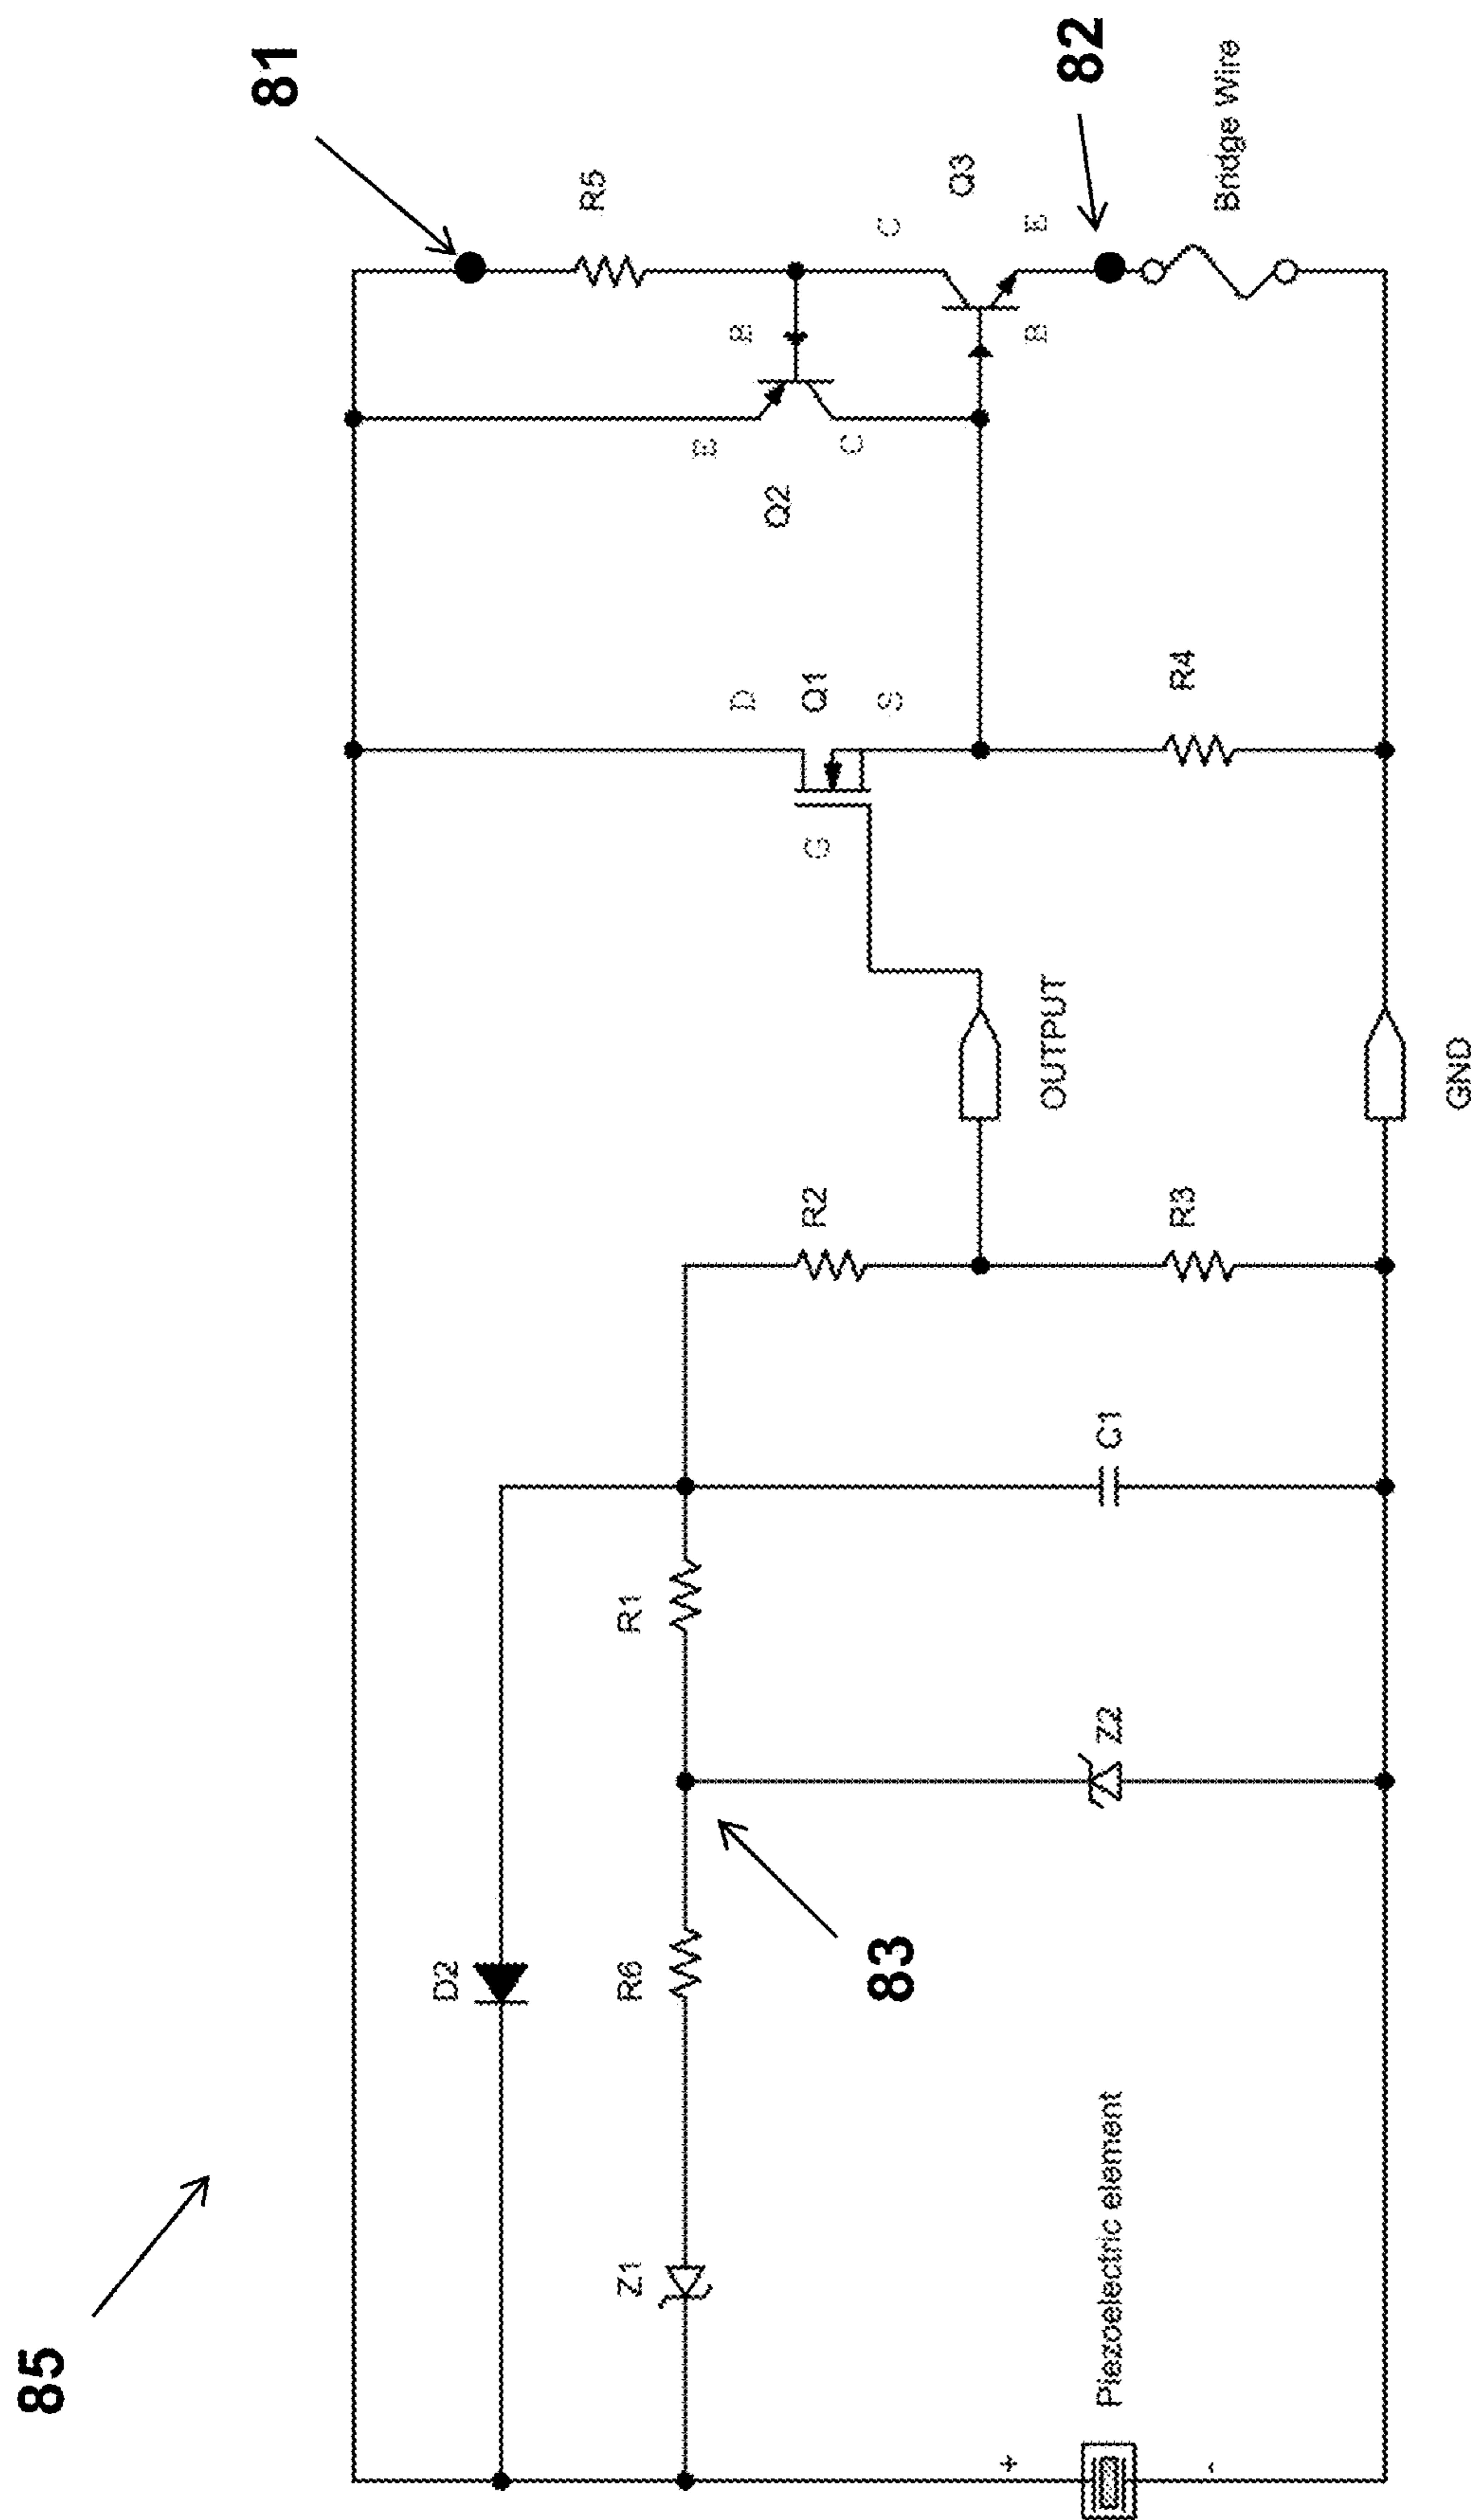 85
81
82
83
D2
Z1
R6
R1
Z2
C1
R2
R3
OUTPUT
GND
G
D
Q1
S
R4
E
Q2
C
B
R5
C
Q3
B
E
Bridge Wire
Piezoelectric element
+
-